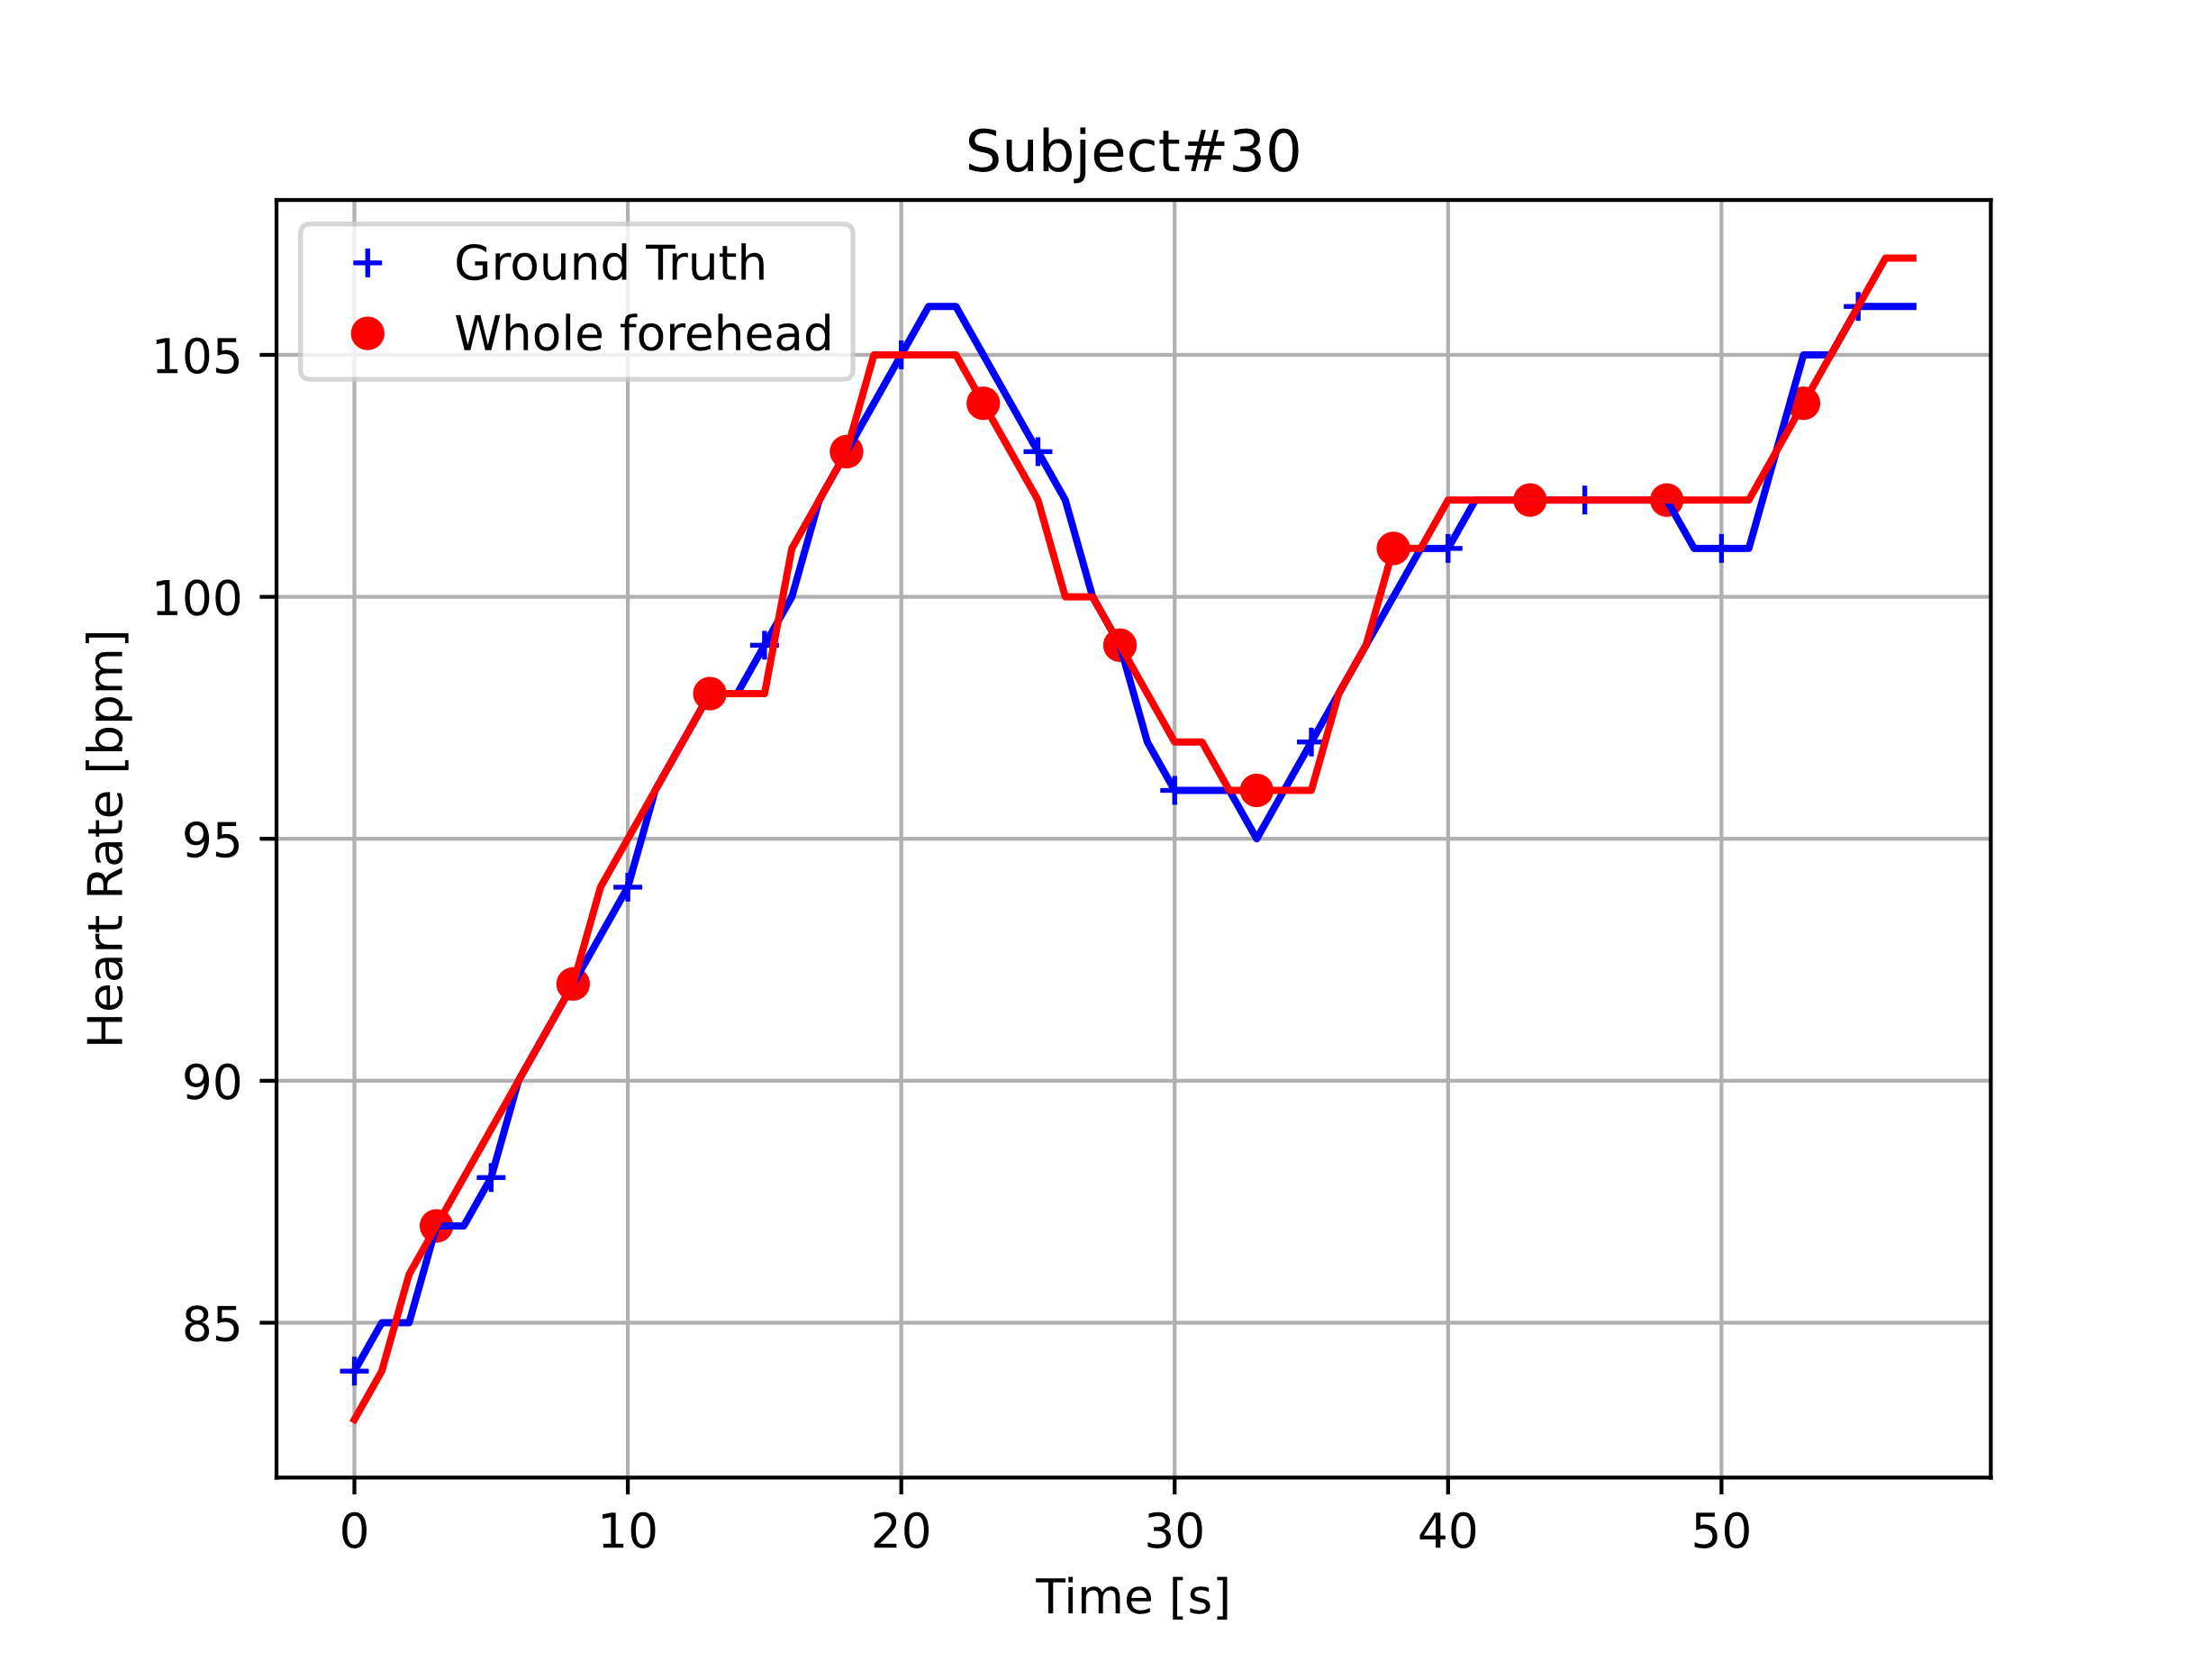 Subject#30
Ground Truth
Whole forehead
105
100
95
90
85
Heart Rate [bpm]
0 10 20 30 40 50
Time [s]